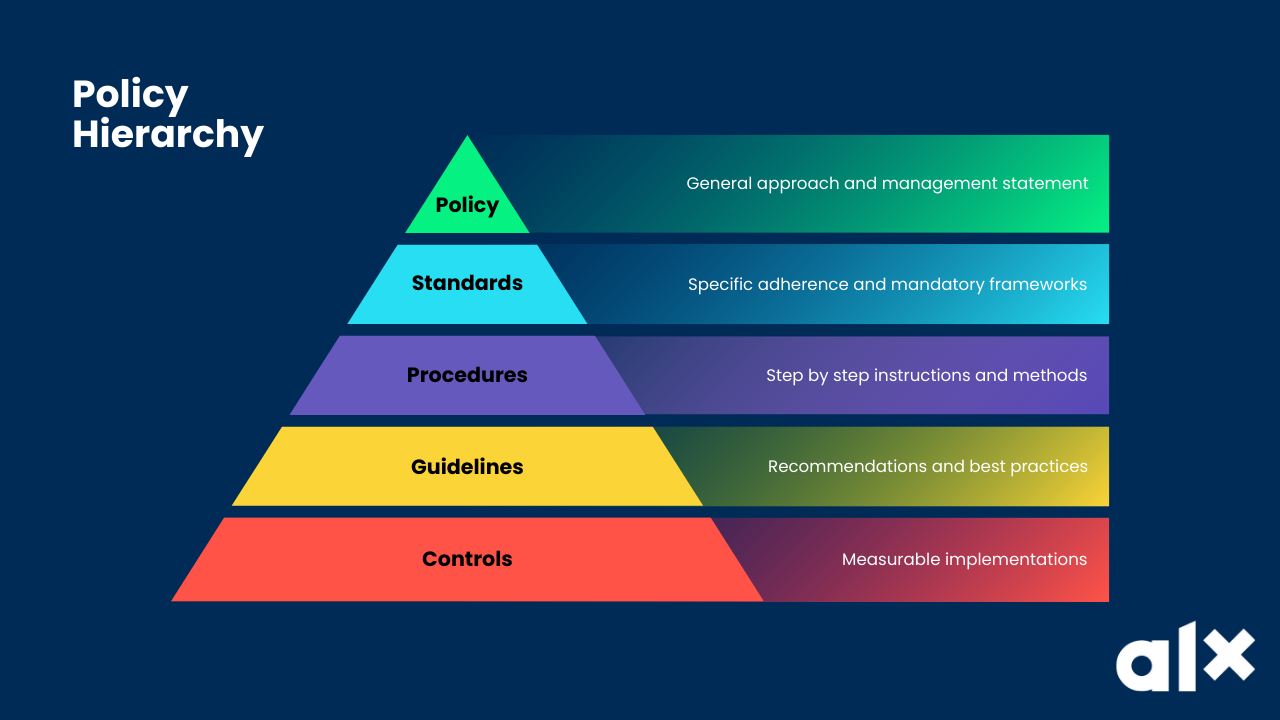 Policy
Hierarchy
Policy
General approach and management statement
Standards
Specific adherence and mandatory frameworks
Procedures
Step by step instructions and methods
Guidelines
Recommendations and best practices
Controls
Measurable implementations
alx